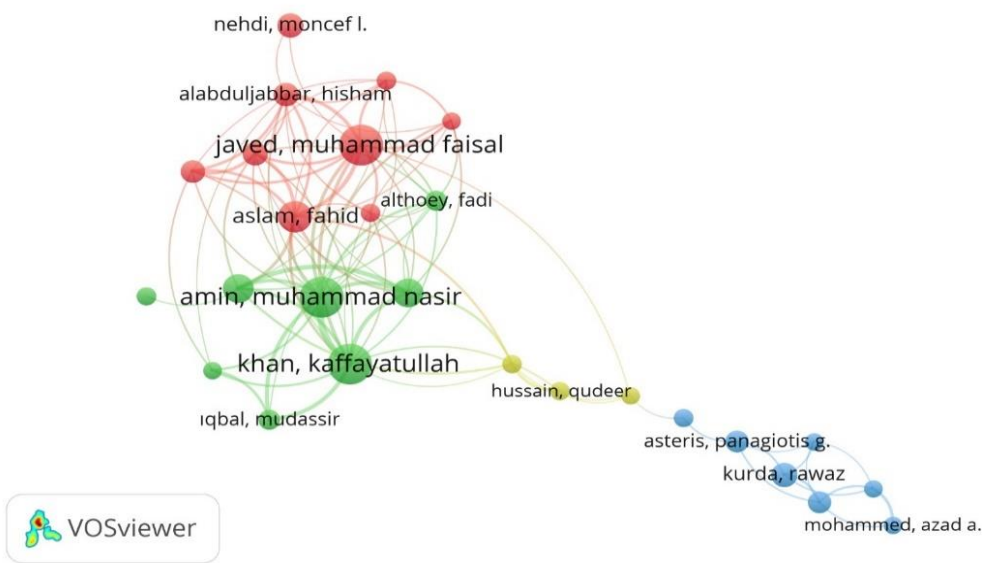 nehdi, moncef l.
alabduljabbar, hisham
javed, muhammad faisal
althoey, fadi
aslam, fahid
amin, muhammad nasir
khan, kaffayatullah
hussain, qudeer
ıqbal, mudassir
asteris, panagiotis g.
kurda, rawaz
mohammed, azad a.
VOSviewer